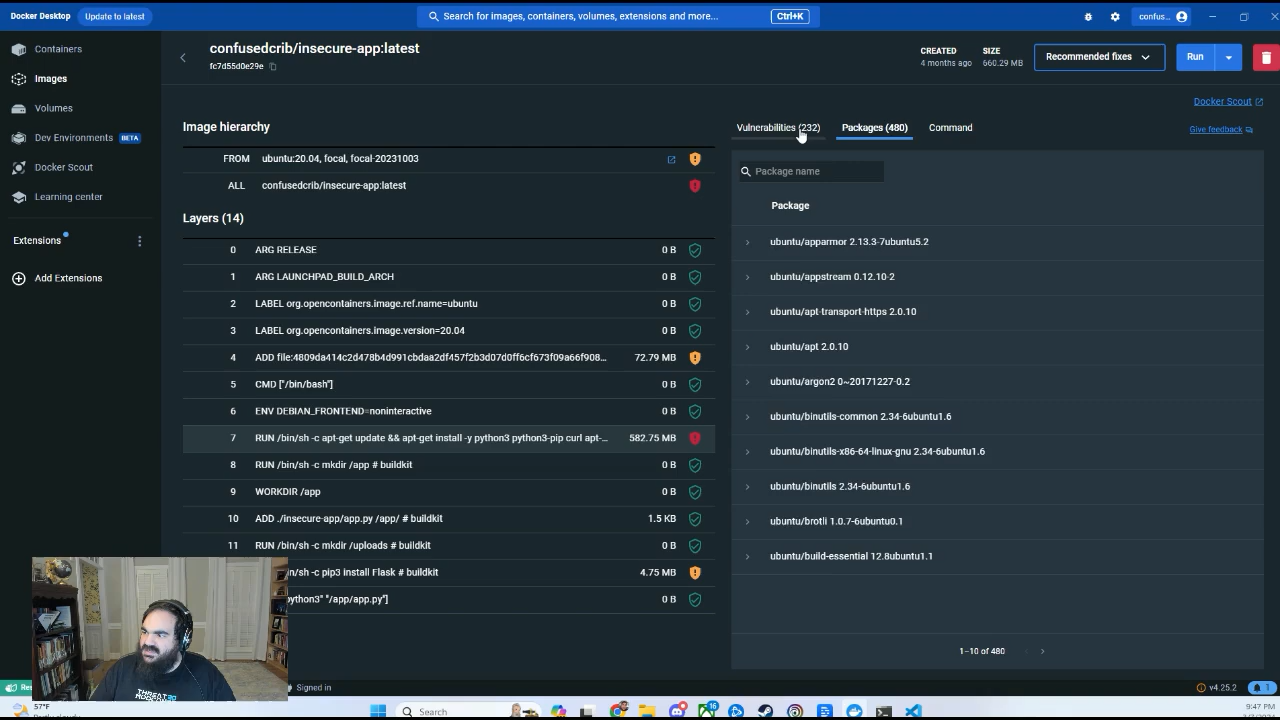 Docker Desktop
Update to latest
Search for images, containers, volumes, extensions and more...
Ctrl+K
confus...
Containers
Images
Volumes
Dev Environments BETA
Docker Scout
Learning center
Extensions
Add Extensions
confusedcrib/insecure-app:latest
fc7d55d0e29e
CREATED
4 months ago
SIZE
660.29 MB
Recommended fixes
Run
Docker Scout
Give feedback
Image hierarchy
FROM ubuntu:20.04, focal, focal-20231003
ALL confusedcrib/insecure-app:latest
Layers (14)
0 ARG RELEASE 0 B
1 ARG LAUNCHPAD_BUILD_ARCH 0 B
2 LABEL org.opencontainers.image.ref.name=ubuntu 0 B
3 LABEL org.opencontainers.image.version=20.04 0 B
4 ADD file:4809da414c2d478b4d991cbdaa2df457f2b3d07d0ff6cf673f09a66f908... 72.79 MB
5 CMD ["/bin/bash"] 0 B
6 ENV DEBIAN_FRONTEND=noninteractive 0 B
7 RUN /bin/sh -c apt-get update && apt-get install -y python3 python3-pip curl apt-... 582.75 MB
8 RUN /bin/sh -c mkdir /app # buildkit 0 B
9 WORKDIR /app 0 B
10 ADD ./insecure-app/app.py /app/ # buildkit 1.5 KB
11 RUN /bin/sh -c mkdir /uploads # buildkit 0 B
in/sh -c pip3 install Flask # buildkit 4.75 MB
python3" "/app/app.py"] 0 B
Vulnerabilities (232)
Packages (480)
Command
Package name
Package
ubuntu/apparmor 2.13.3-7ubuntu5.2
ubuntu/appstream 0.12.10-2
ubuntu/apt-transport-https 2.0.10
ubuntu/apt 2.0.10
ubuntu/argon2 0~20171227-0.2
ubuntu/binutils-common 2.34-6ubuntu1.6
ubuntu/binutils-x86-64-linux-gnu 2.34-6ubuntu1.6
ubuntu/binutils 2.34-6ubuntu1.6
ubuntu/brotli 1.0.7-6ubuntu0.1
ubuntu/build-essential 12.8ubuntu1.1
1–10 of 480
THREAT
Signed in
v4.25.2
1
57°F
Search
16
9:47 PM